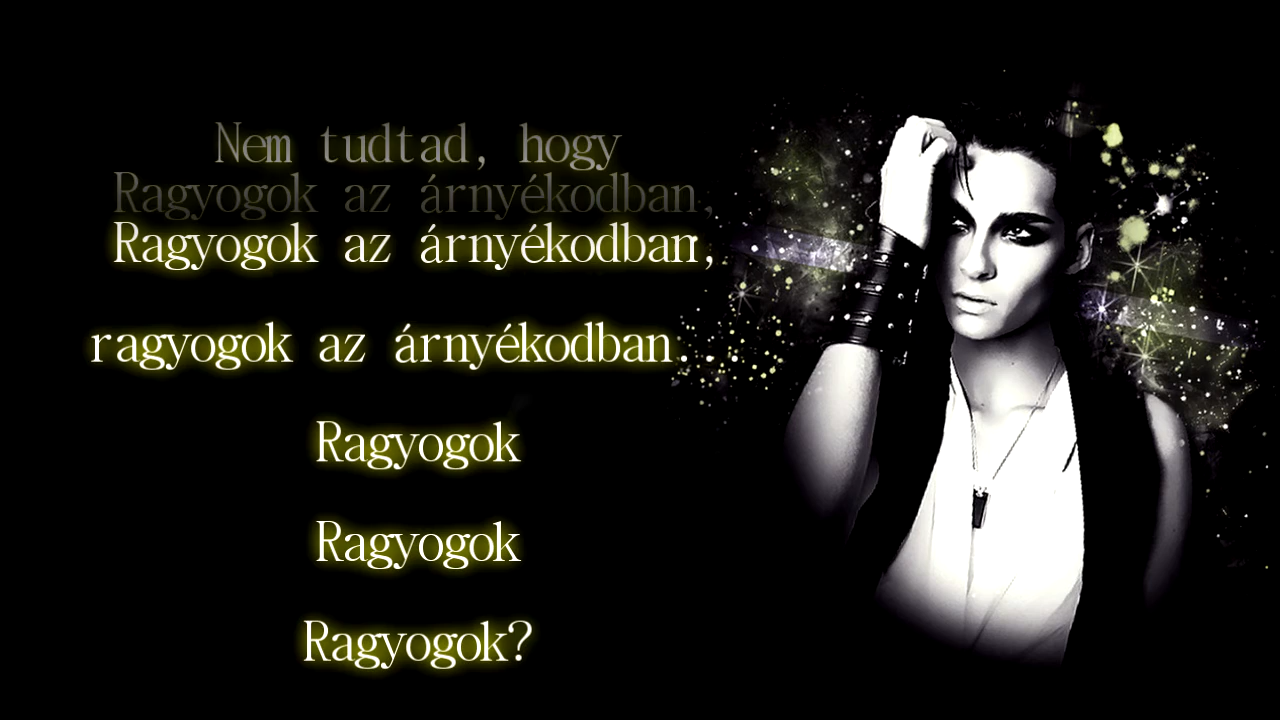 Nem tudtad, hogy
Ragyogok az árnyékodban,
Ragyogok az árnyékodban,
ragyogok az árnyékodban...
Ragyogok
Ragyogok
Ragyogok?